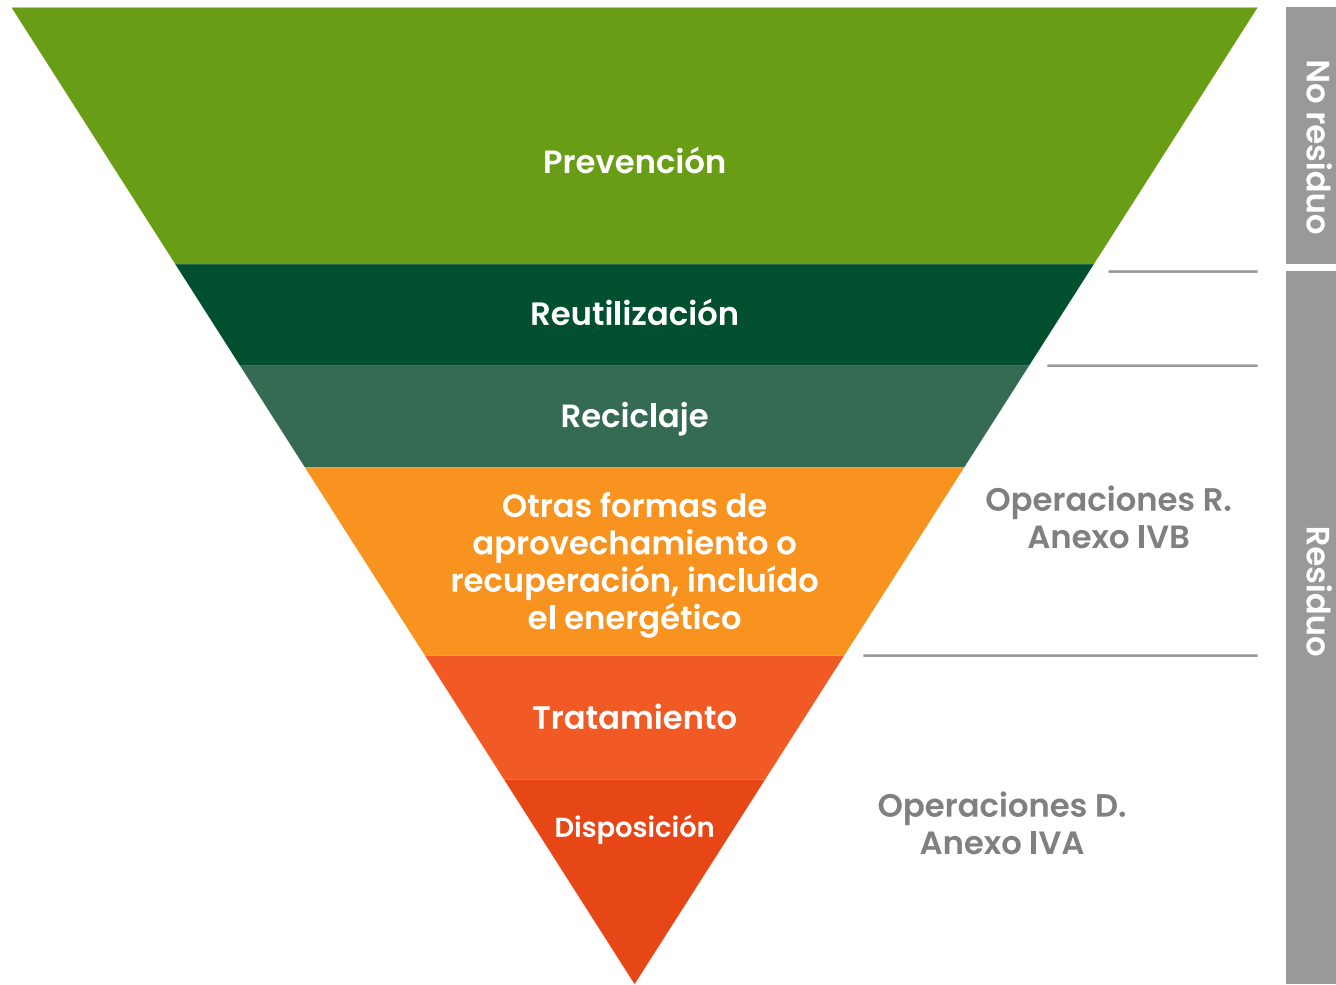 Prevención
Reutilización
Reciclaje
Otras formas de
aprovechamiento o
recuperación, incluído
el energético
Tratamiento
Disposición
Operaciones R.
Anexo IVB
Operaciones D.
Anexo IVA
No residuo
Residuo